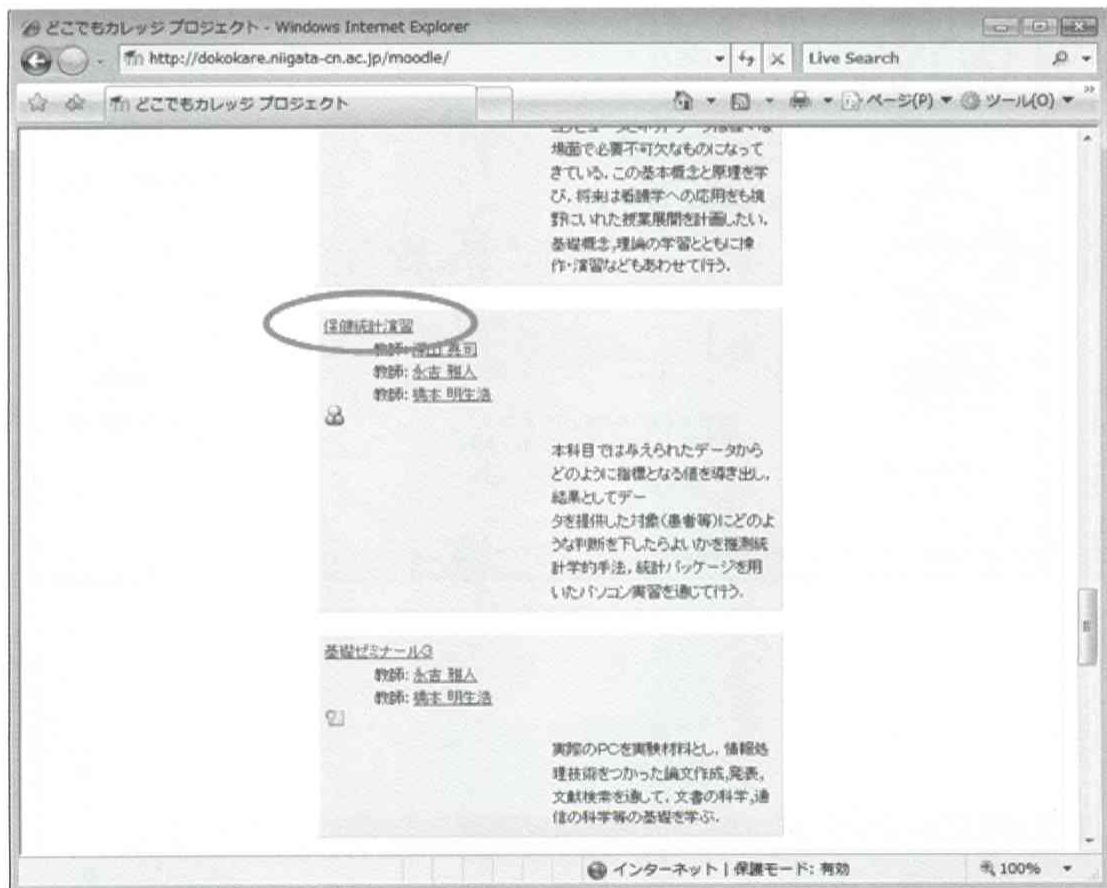 どこでもカレッジ プロジェクト - Windows Internet Explorer
http://dokokare.niigata-cn.ac.jp/moodle/
Live Search
どこでもカレッジ プロジェクト
ページ(P)
ツール(O)
場面で必要不可欠なものになって
きている。この基本概念と原理を学
び, 将来は看護学への応用をも視
野にいれた授業展開を計画したい.
基礎概念,理論の学習とともに操
作・演習などもあわせて行う.
保健統計演習
教師:
教師: 永吉 雅人
教師: 橋本 明生浩
本科目では与えられたデータから
どのように指標となる値を導き出し,
結果としてデー
タを提供した対象(患者等)にどのよ
うな判断を下したらよいかを推測統
計学的手法, 統計パッケージを用
いたパソコン実習を通じて行う.
基礎ゼミナール3
教師: 永吉 雅人
教師: 橋本 明生浩
実際のPCを実験材料とし, 情報処
理技術をつかった論文作成,発表,
文献検索を通して, 文書の科学,通
信の科学等の基礎を学ぶ.
インターネット | 保護モード: 有効
100%